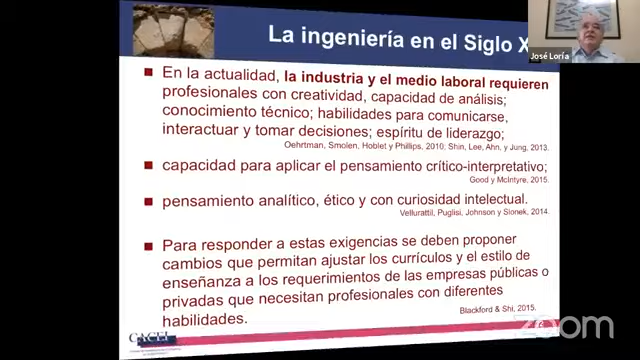 La ingeniería en el Siglo X
José Loría
En la actualidad, la industria y el medio laboral requieren
profesionales con creatividad, capacidad de análisis;
conocimiento técnico; habilidades para comunicarse,
interactuar y tomar decisiones; espíritu de liderazgo;
Oehrtman, Smolen, Hoblet y Phillips, 2010; Shin, Lee, Ahn, y Jung, 2013.
capacidad para aplicar el pensamiento crítico-interpretativo;
Good y McIntyre, 2015.
pensamiento analítico, ético y con curiosidad intelectual.
Vellurattil, Puglisi, Johnson y Slonek, 2014.
Para responder a estas exigencias se deben proponer
cambios que permitan ajustar los currículos y el estilo de
enseñanza a los requerimientos de las empresas públicas o
privadas que necesitan profesionales con diferentes
habilidades.
Blackford & Shi, 2015.
CACEI
zoom